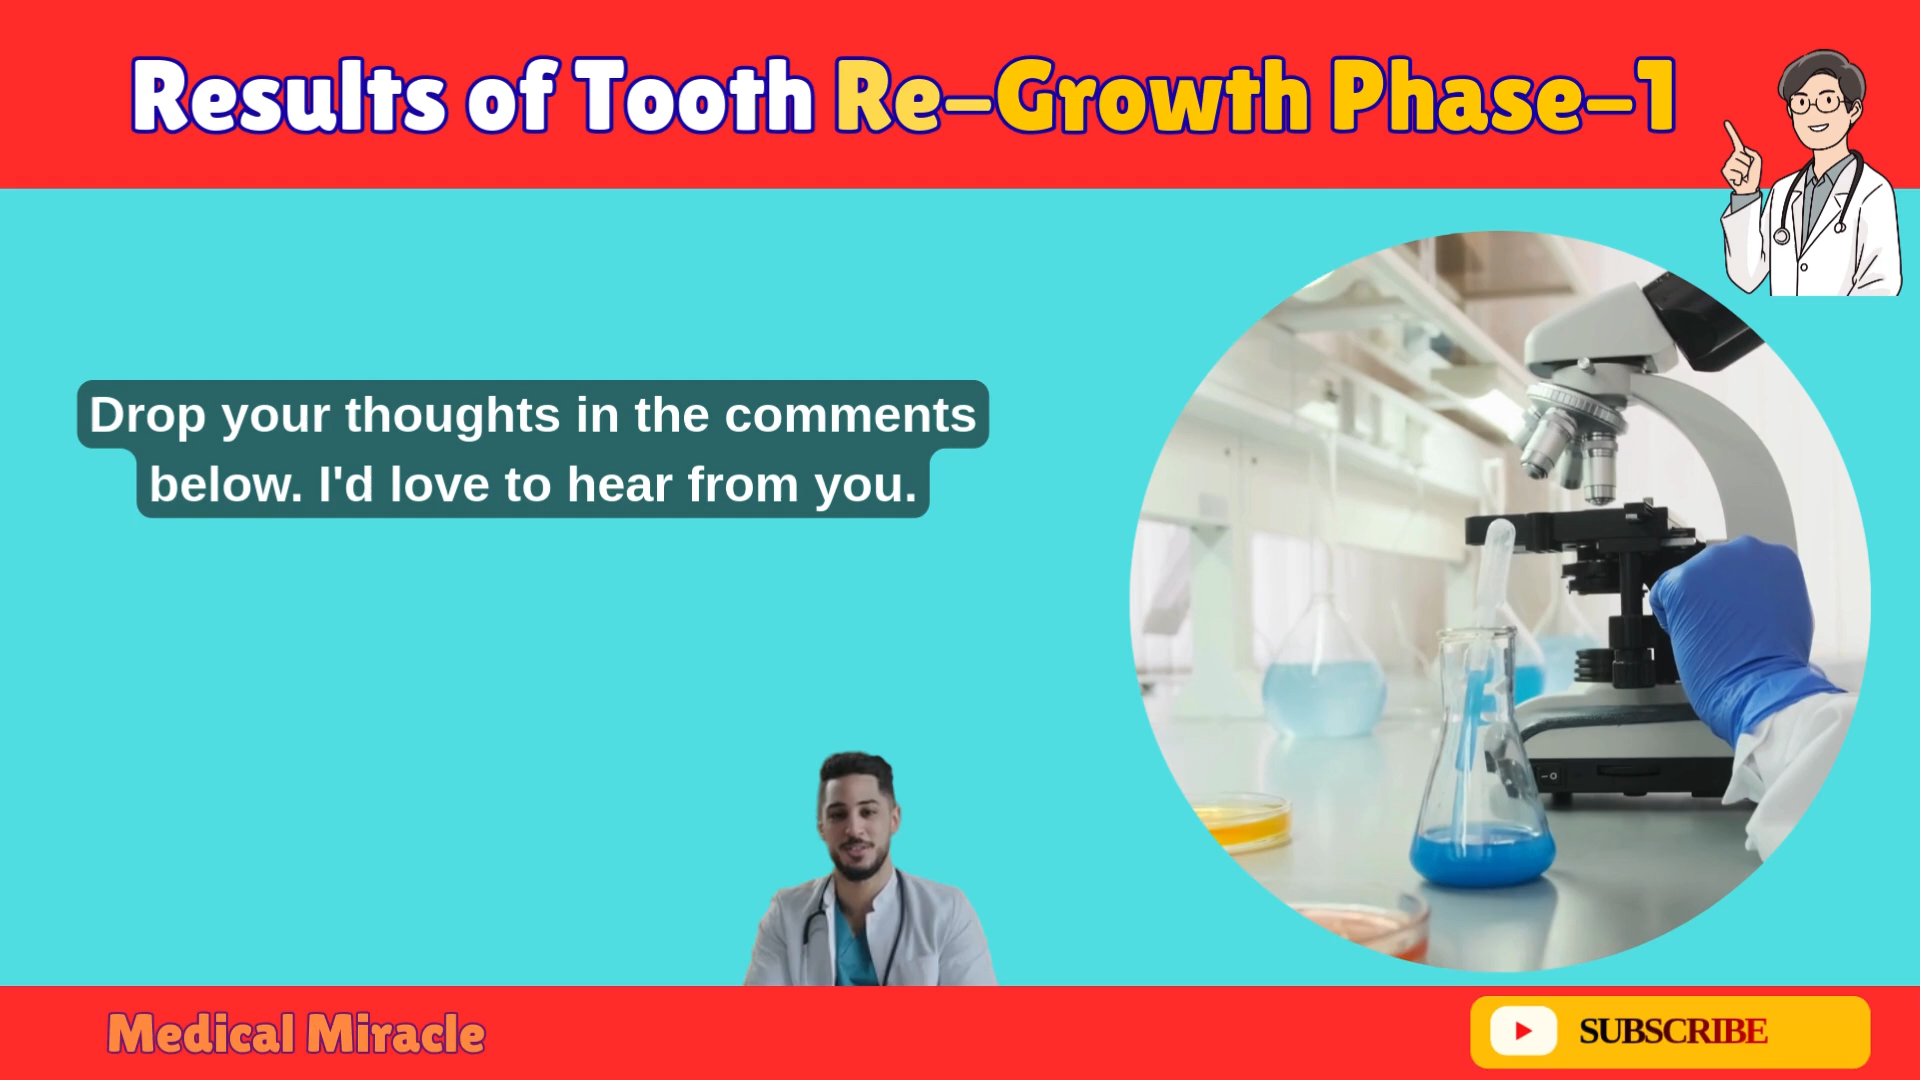 Results of Tooth Re-Growth Phase-1
Drop your thoughts in the comments
below. I'd love to hear from you.
Medical Miracle
SUBSCRIBE